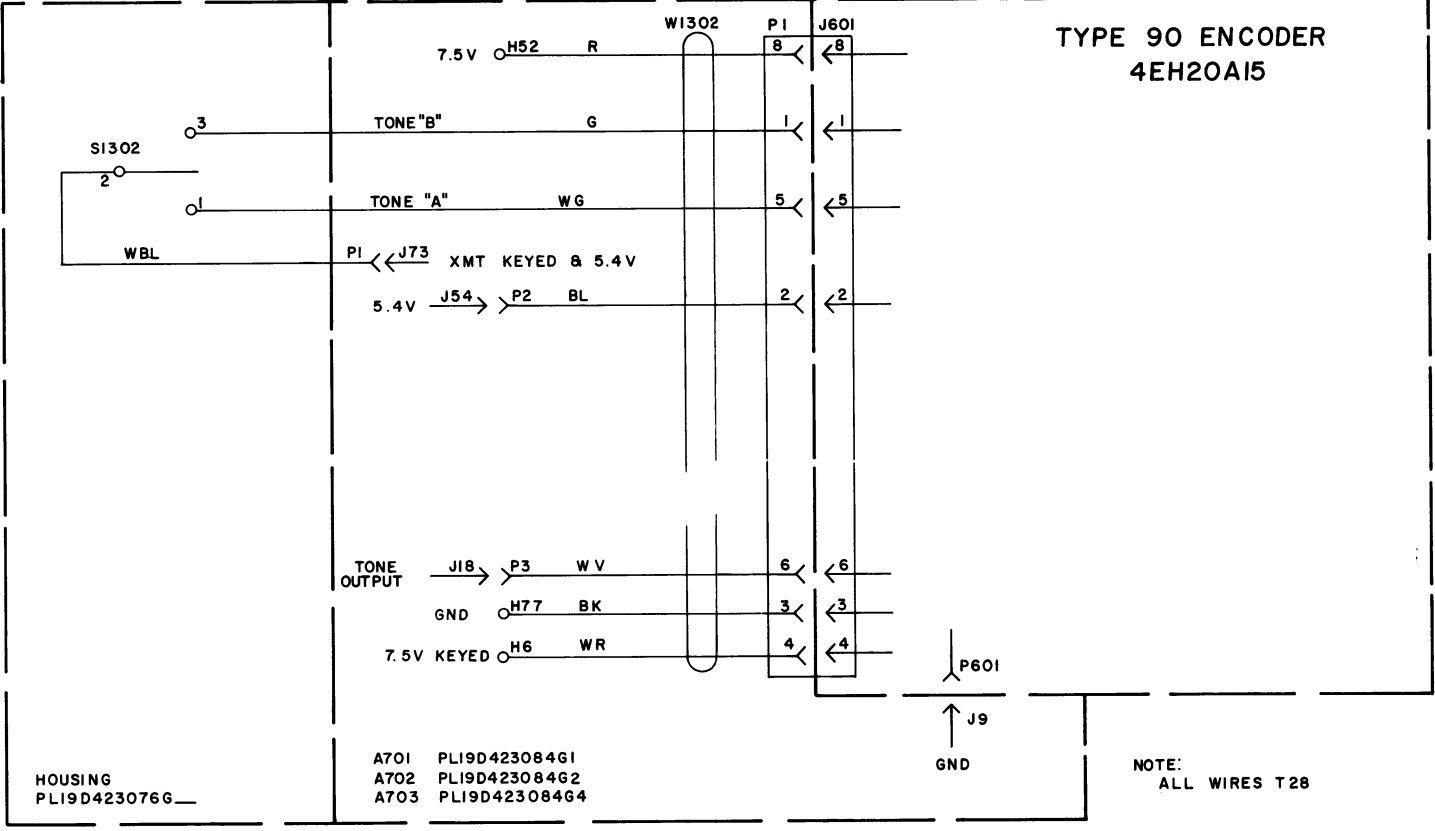 W1302 P1 J601
TYPE 90 ENCODER
4EH20A15
7.5V H52 R 8 8
3 TONE"B" G 1 1
S1302
2
1 TONE "A" WG 5 5
WBL P1 J73 XMT KEYED & 5.4V
5.4V J54 P2 BL 2 2
TONE
OUTPUT J18 P3 WV 6 6
GND H77 BK 3 3
7.5V KEYED H6 WR 4 4
P601
J9
GND
HOUSING
PL19D423076G__
A701 PL19D423084G1
A702 PL19D423084G2
A703 PL19D423084G4
NOTE:
ALL WIRES T28